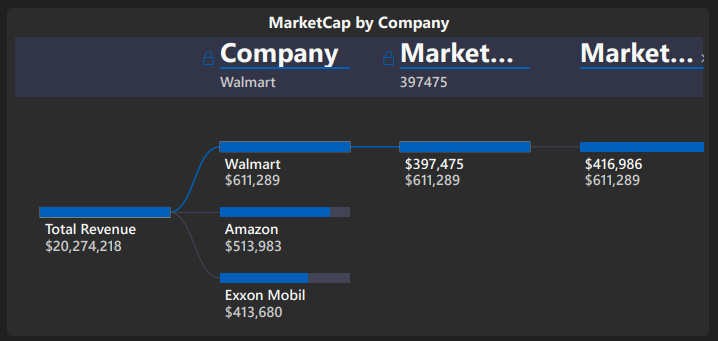 MarketCap by Company
Company Market... Market...
Walmart 397475
Walmart $397,475 $416,986
$611,289 $611,289 $611,289
Total Revenue Amazon
$20,274,218 $513,983
Exxon Mobil
$413,680